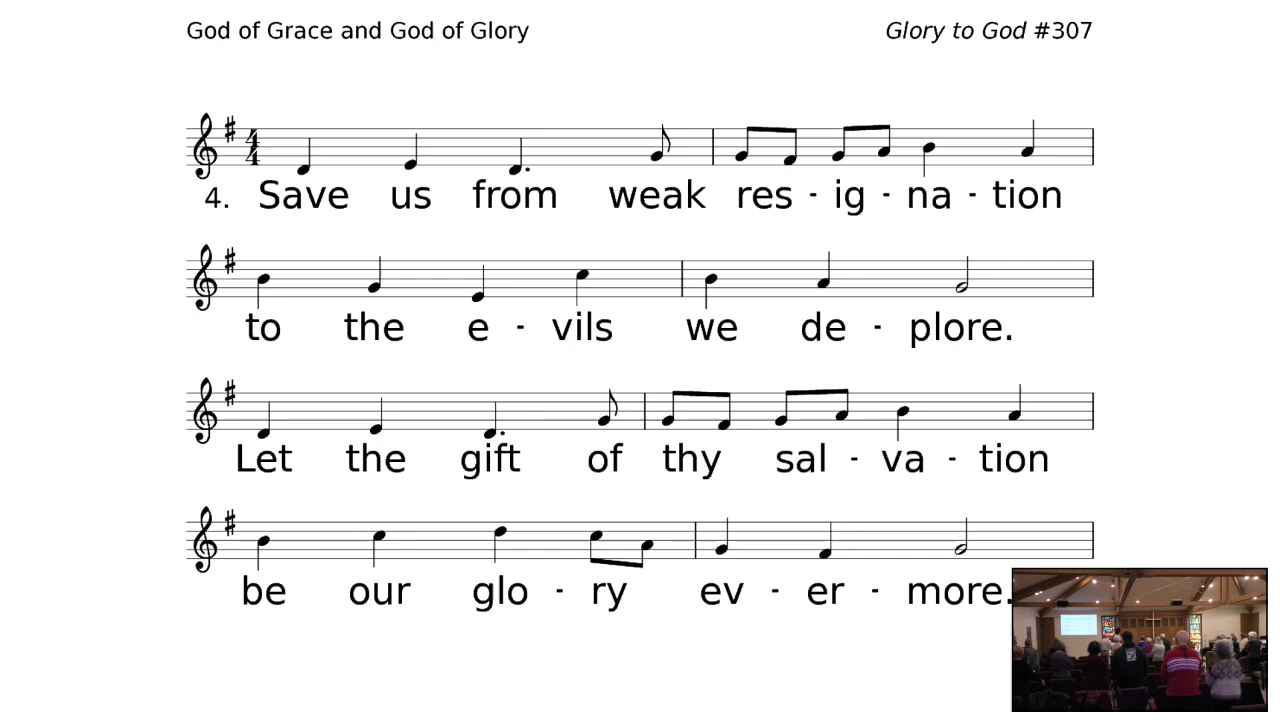 God of Grace and God of Glory
Glory to God #307
4. Save us from weak res - ig - na - tion
to the e - vils we de - plore.
Let the gift of thy sal - va - tion
be our glo - ry ev - er - more.